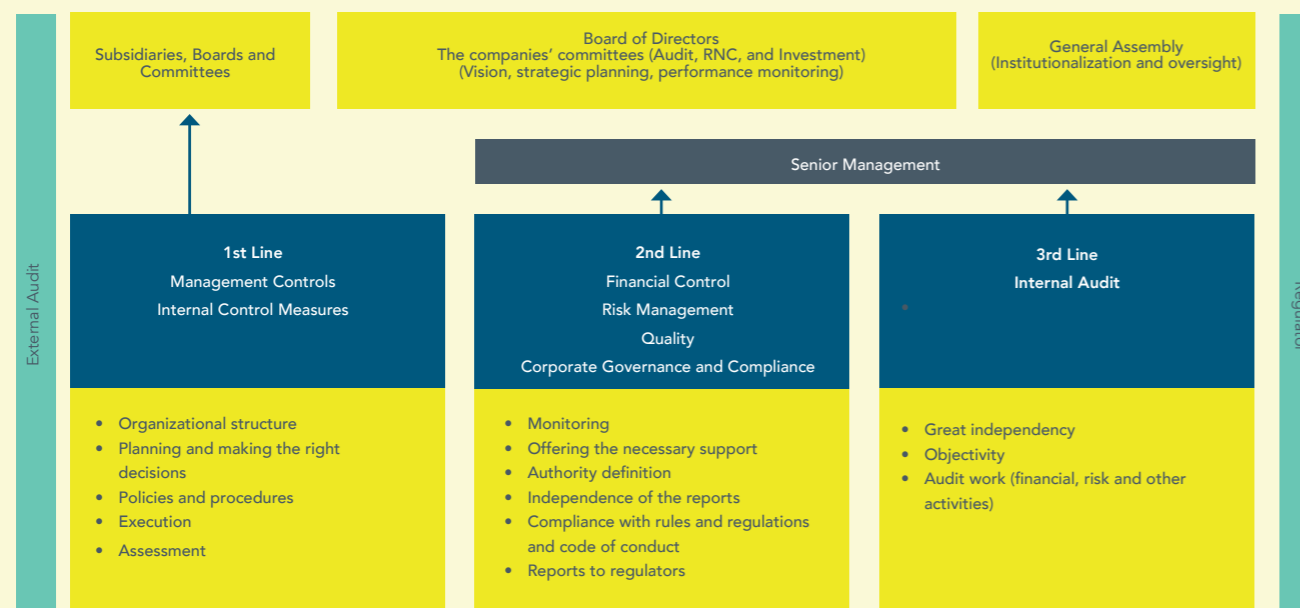 External Audit
Subsidiaries, Boards and
Committees
Board of Directors
The companies’ committees (Audit, RNC, and Investment)
(Vision, strategic planning, performance monitoring)
General Assembly
(Institutionalization and oversight)
Senior Management
1st Line
Management Controls
Internal Control Measures
2nd Line
Financial Control
Risk Management
Quality
Corporate Governance and Compliance
3rd Line
Internal Audit
•
• Organizational structure
• Planning and making the right
decisions
• Policies and procedures
• Execution
• Assessment
• Monitoring
• Offering the necessary support
• Authority definition
• Independence of the reports
• Compliance with rules and regulations
and code of conduct
• Reports to regulators
• Great independency
• Objectivity
• Audit work (financial, risk and other
activities)
Regulator